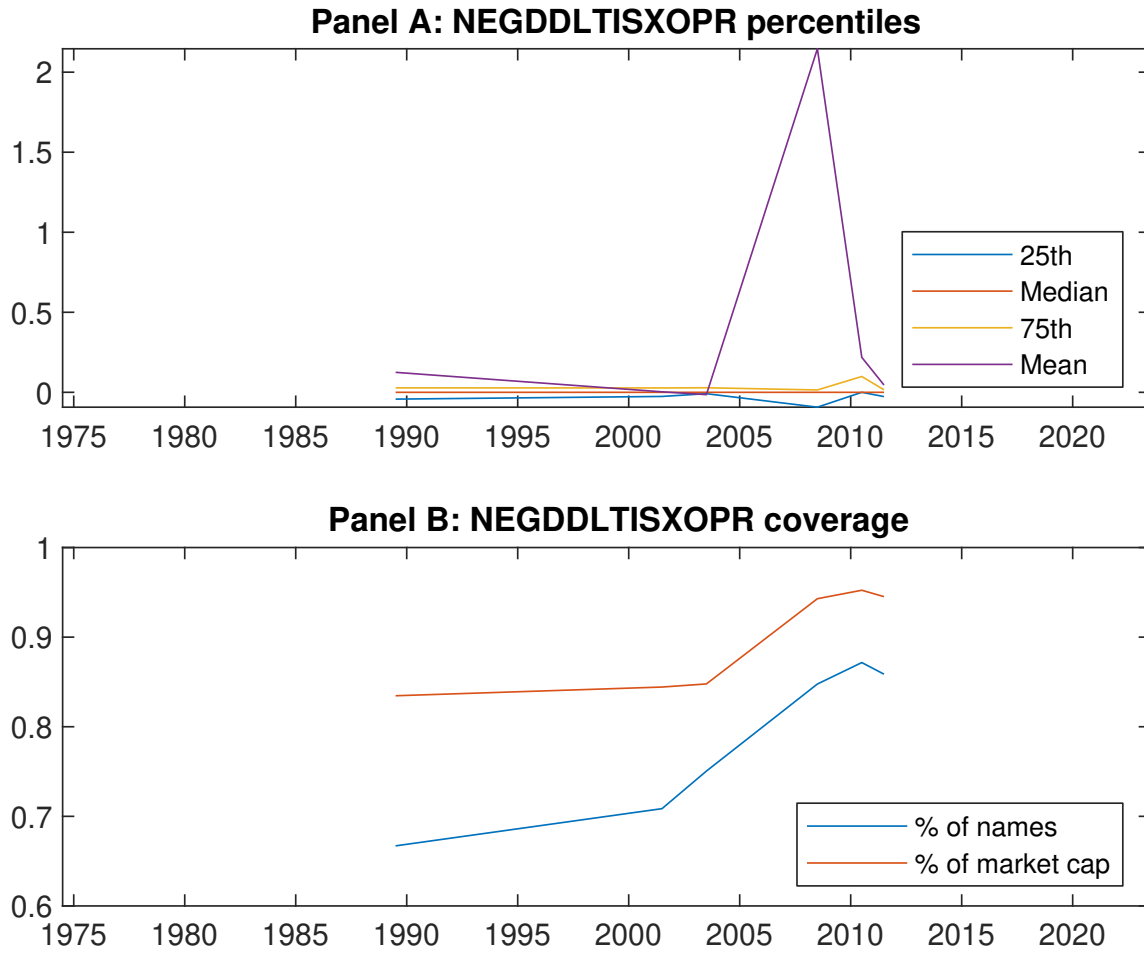 Panel A: NEGDDLTISXOPR percentiles
2
1.5
1
0.5
0
25th
Median
75th
Mean
1975 1980 1985 1990 1995 2000 2005 2010 2015 2020
Panel B: NEGDDLTISXOPR coverage
1
0.9
0.8
0.7
0.6
% of names
% of market cap
1975 1980 1985 1990 1995 2000 2005 2010 2015 2020